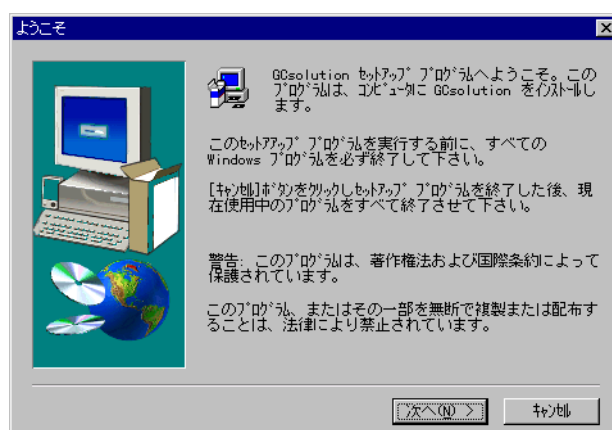 ようこそ
GCsolution ｾｯﾄｱｯﾌﾟ ﾌﾟﾛｸﾞﾗﾑへようこそ。この
ﾌﾟﾛｸﾞﾗﾑは、ｺﾝﾋﾟｭｰﾀに GCsolution をｲﾝｽﾄｰﾙし
ます。
このｾｯﾄｱｯﾌﾟ ﾌﾟﾛｸﾞﾗﾑを実行する前に、すべての
Windows ﾌﾟﾛｸﾞﾗﾑを必ず終了して下さい。
[ｷｬﾝｾﾙ]ﾎﾞﾀﾝをｸﾘｯｸしｾｯﾄｱｯﾌﾟ ﾌﾟﾛｸﾞﾗﾑを終了した後、現
在使用中のﾌﾟﾛｸﾞﾗﾑをすべて終了させて下さい。
警告: このﾌﾟﾛｸﾞﾗﾑは、著作権法および国際条約によって
保護されています。
このﾌﾟﾛｸﾞﾗﾑ、またはその一部を無断で複製または配布す
ることは、法律により禁止されています。
次へ(N) >
ｷｬﾝｾﾙ